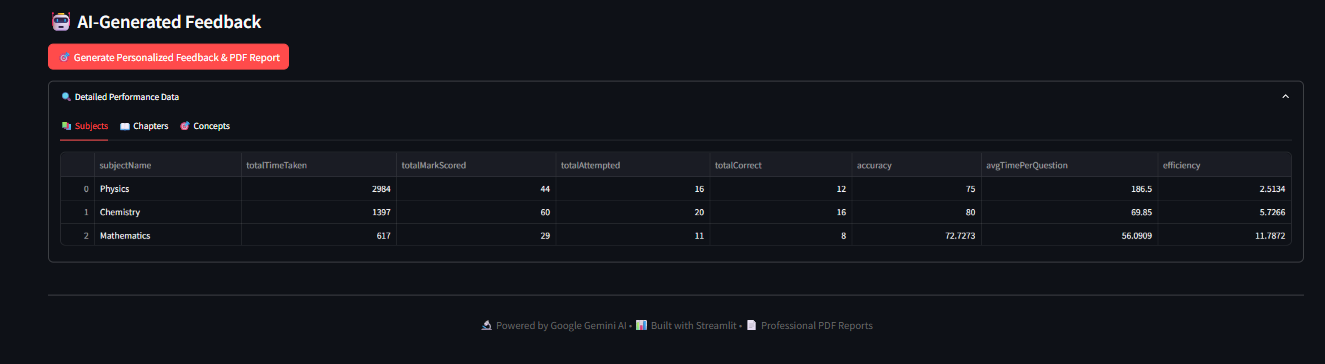 AI-Generated Feedback
Generate Personalized Feedback & PDF Report
Detailed Performance Data
Subjects Chapters Concepts
subjectName totalTimeTaken totalMarkScored totalAttempted totalCorrect accuracy avgTimePerQuestion efficiency
0 Physics 2984 44 16 12 75 186.5 2.5134
1 Chemistry 1397 60 20 16 80 69.85 5.7266
2 Mathematics 617 29 11 8 72.7273 56.0909 11.7872
Powered by Google Gemini AI • Built with Streamlit • Professional PDF Reports